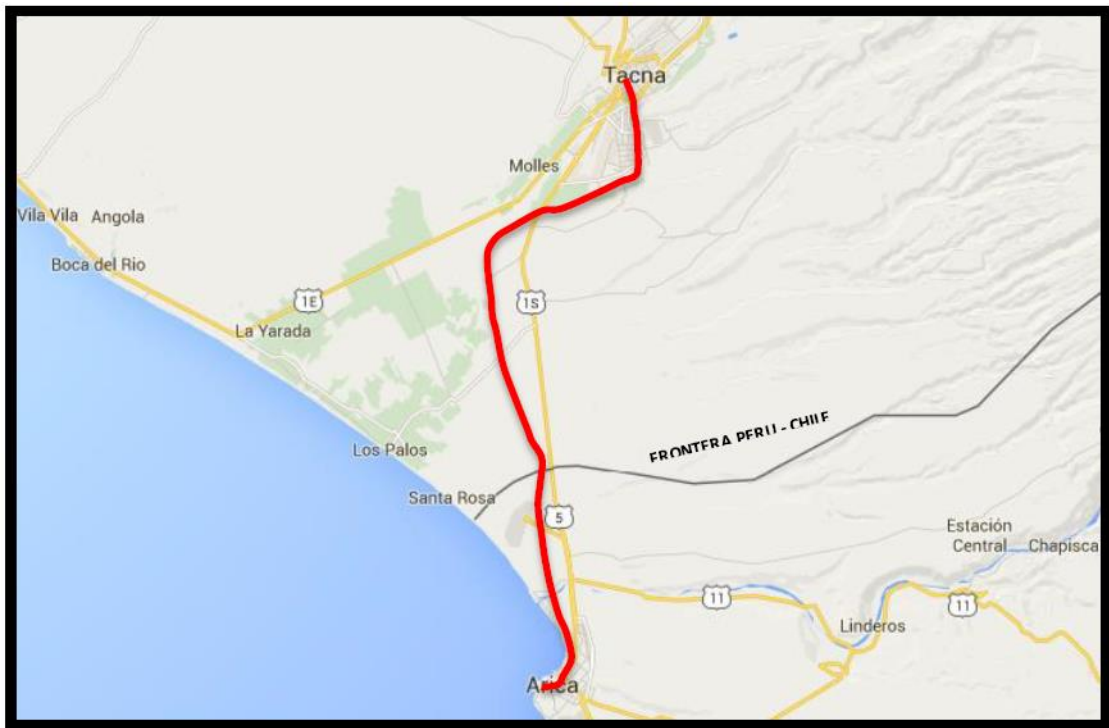 Tacna
Molles
Vila Vila
Angola
Boca del Rio
1E
1S
La Yarada
FRONTERA PERU - CHILE
Los Palos
Santa Rosa
5
Estación
Central
Chapisca
11
11
Linderos
Arica